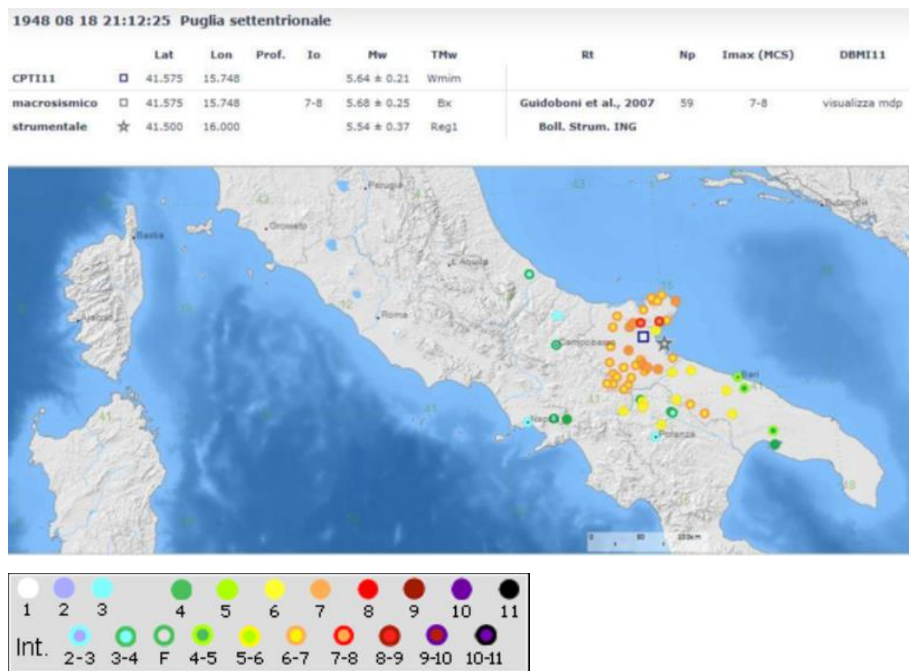 1948 08 18 21:12:25 Puglia settentrionale
Lat Lon Prof. Io Mw TMw Rt Np Imax (MCS) DBMI11
CPTI11 41.575 15.748 5.64 ± 0.21 Wmim
macrosismico 41.575 15.748 7-8 5.68 ± 0.25 Bx Guidoboni et al., 2007 59 7-8 visualizza mdp
strumentale 41.500 16.000 5.54 ± 0.37 Reg1 Boll. Strum. ING
Perugia
Grosseto
Bastia
L'Aquila
Ajaccio
Roma
Campobasso
Bari
Potenza
1 2 3 4 5 6 7 8 9 10 11
Int. 2-3 3-4 F 4-5 5-6 6-7 7-8 8-9 9-10 10-11